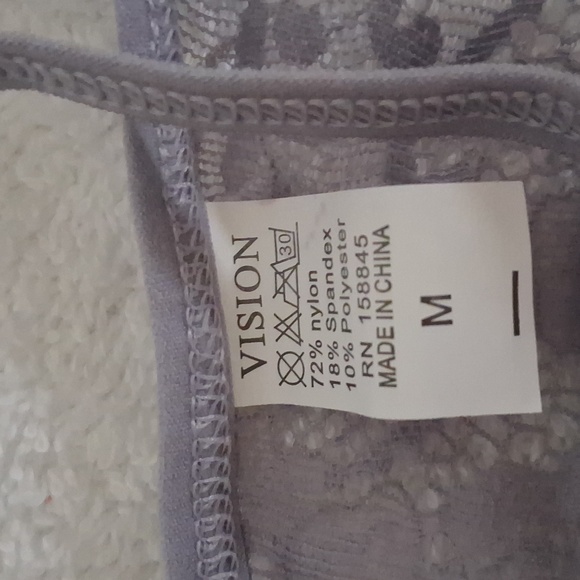 VISION
30
72% nylon
18% Spandex
10% Polyester
RN 158845
MADE IN CHINA
M